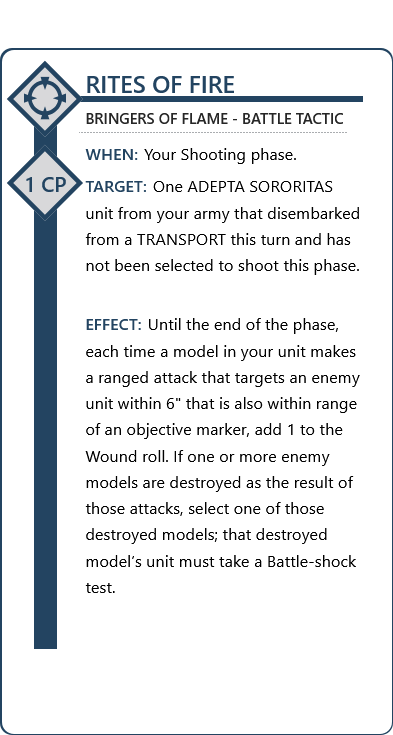 RITES OF FIRE
BRINGERS OF FLAME - BATTLE TACTIC
WHEN: Your Shooting phase.
1 CP
TARGET: One ADEPTA SORORITAS
unit from your army that disembarked
from a TRANSPORT this turn and has
not been selected to shoot this phase.
EFFECT: Until the end of the phase,
each time a model in your unit makes
a ranged attack that targets an enemy
unit within 6" that is also within range
of an objective marker, add 1 to the
Wound roll. If one or more enemy
models are destroyed as the result of
those attacks, select one of those
destroyed models; that destroyed
model's unit must take a Battle-shock
test.